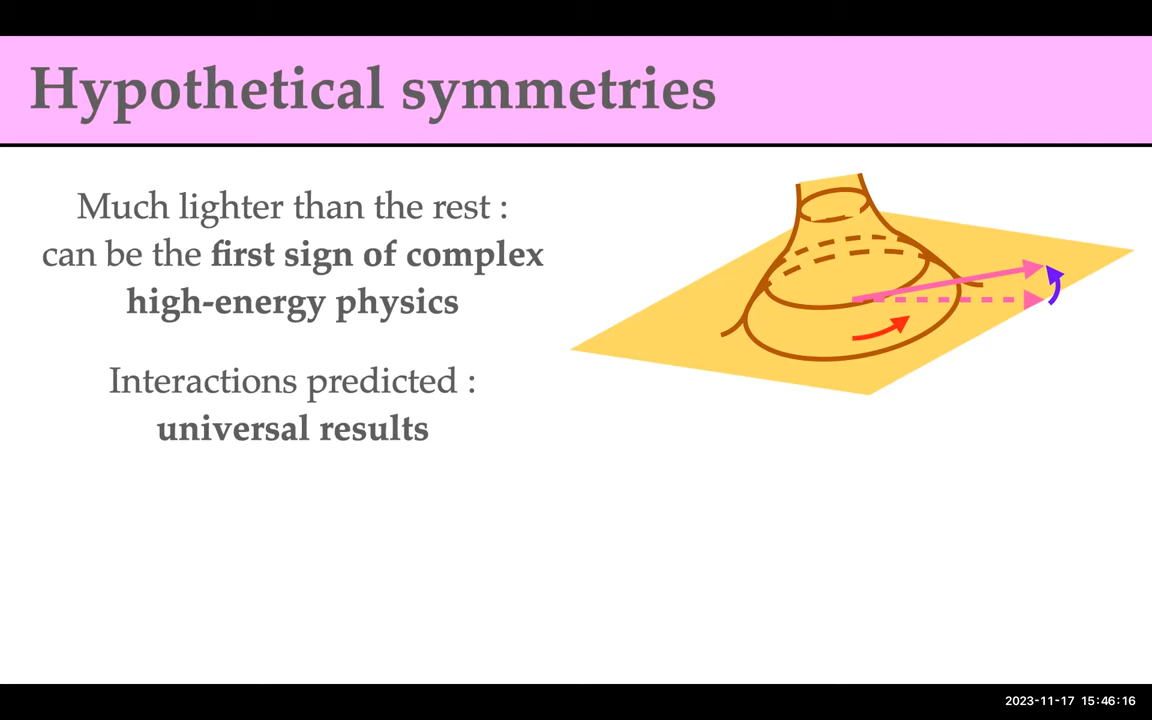 Hypothetical symmetries
Much lighter than the rest :
can be the first sign of complex
high-energy physics
Interactions predicted :
universal results
2023-11-17 15:46:16